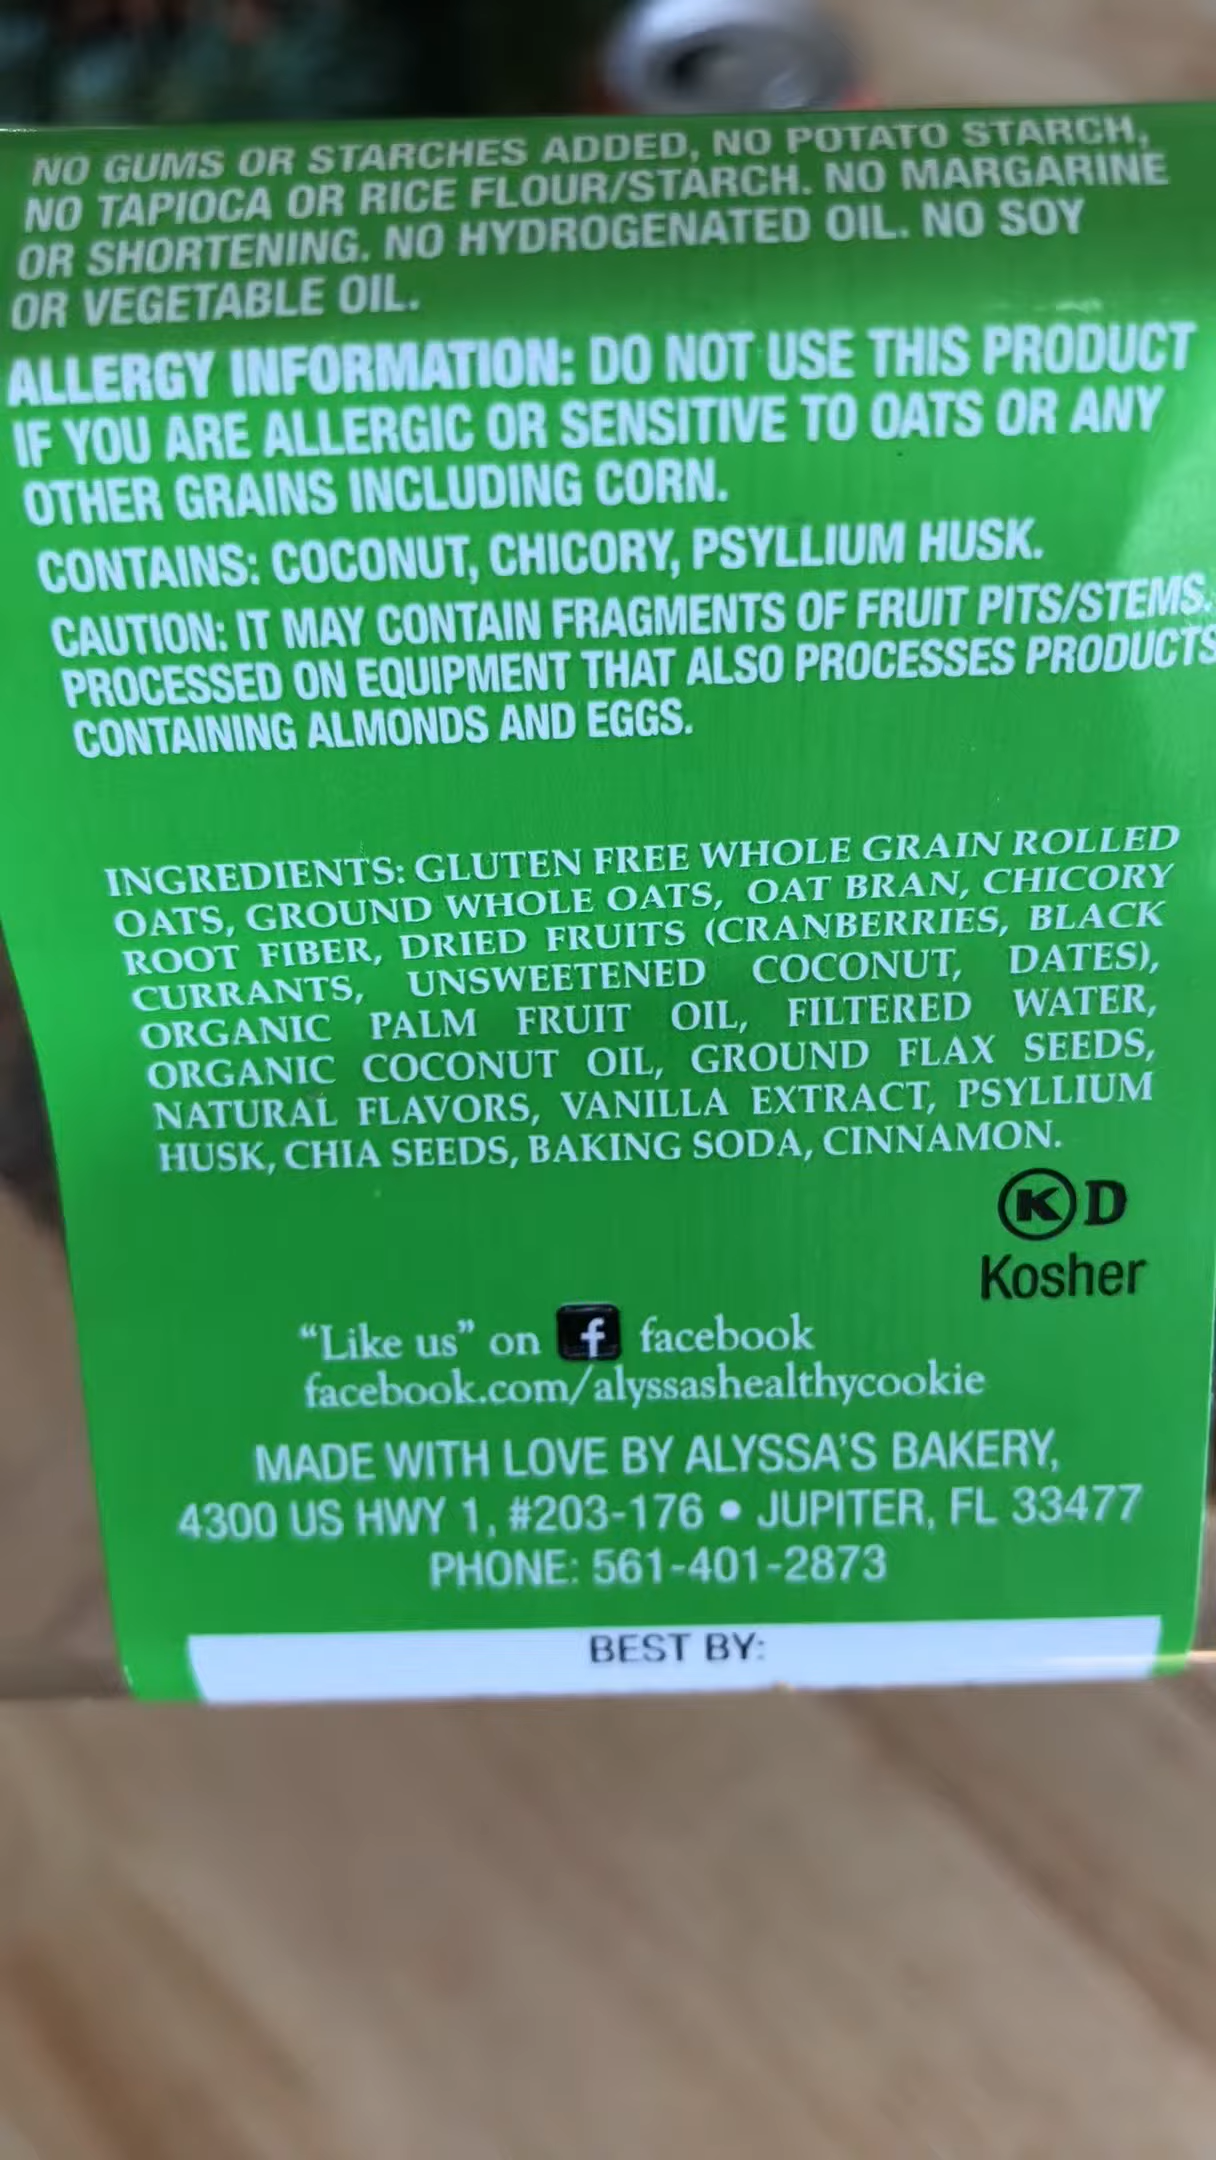 NO GUMS OR STARCHES ADDED, NO POTATO STARCH,
NO TAPIOCA OR RICE FLOUR/STARCH. NO MARGARINE
OR SHORTENING. NO HYDROGENATED OIL. NO SOY
OR VEGETABLE OIL.
ALLERGY INFORMATION: DO NOT USE THIS PRODUCT
IF YOU ARE ALLERGIC OR SENSITIVE TO OATS OR ANY
OTHER GRAINS INCLUDING CORN.
CONTAINS: COCONUT, CHICORY, PSYLLIUM HUSK.
CAUTION: IT MAY CONTAIN FRAGMENTS OF FRUIT PITS/STEMS.
PROCESSED ON EQUIPMENT THAT ALSO PROCESSES PRODUCTS
CONTAINING ALMONDS AND EGGS.
INGREDIENTS: GLUTEN FREE WHOLE GRAIN ROLLED
OATS, GROUND WHOLE OATS, OAT BRAN, CHICORY
ROOT FIBER, DRIED FRUITS (CRANBERRIES, BLACK
CURRANTS, UNSWEETENED COCONUT, DATES),
ORGANIC PALM FRUIT OIL, FILTERED WATER,
ORGANIC COCONUT OIL, GROUND FLAX SEEDS,
NATURAL FLAVORS, VANILLA EXTRACT, PSYLLIUM
HUSK, CHIA SEEDS, BAKING SODA, CINNAMON.
K D
Kosher
“Like us” on f facebook
facebook.com/alyssashealthycookie
MADE WITH LOVE BY ALYSSA'S BAKERY,
4300 US HWY 1, #203-176 • JUPITER, FL 33477
PHONE: 561-401-2873
BEST BY: